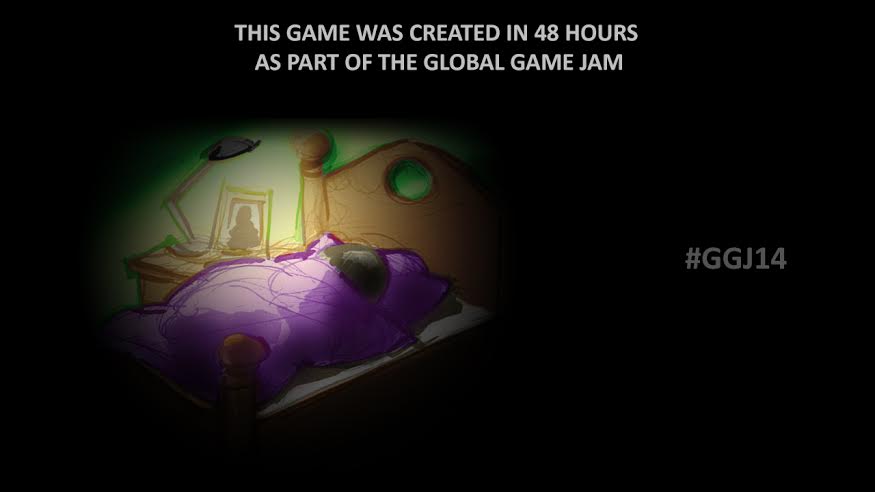 THIS GAME WAS CREATED IN 48 HOURS
AS PART OF THE GLOBAL GAME JAM
#GGJ14